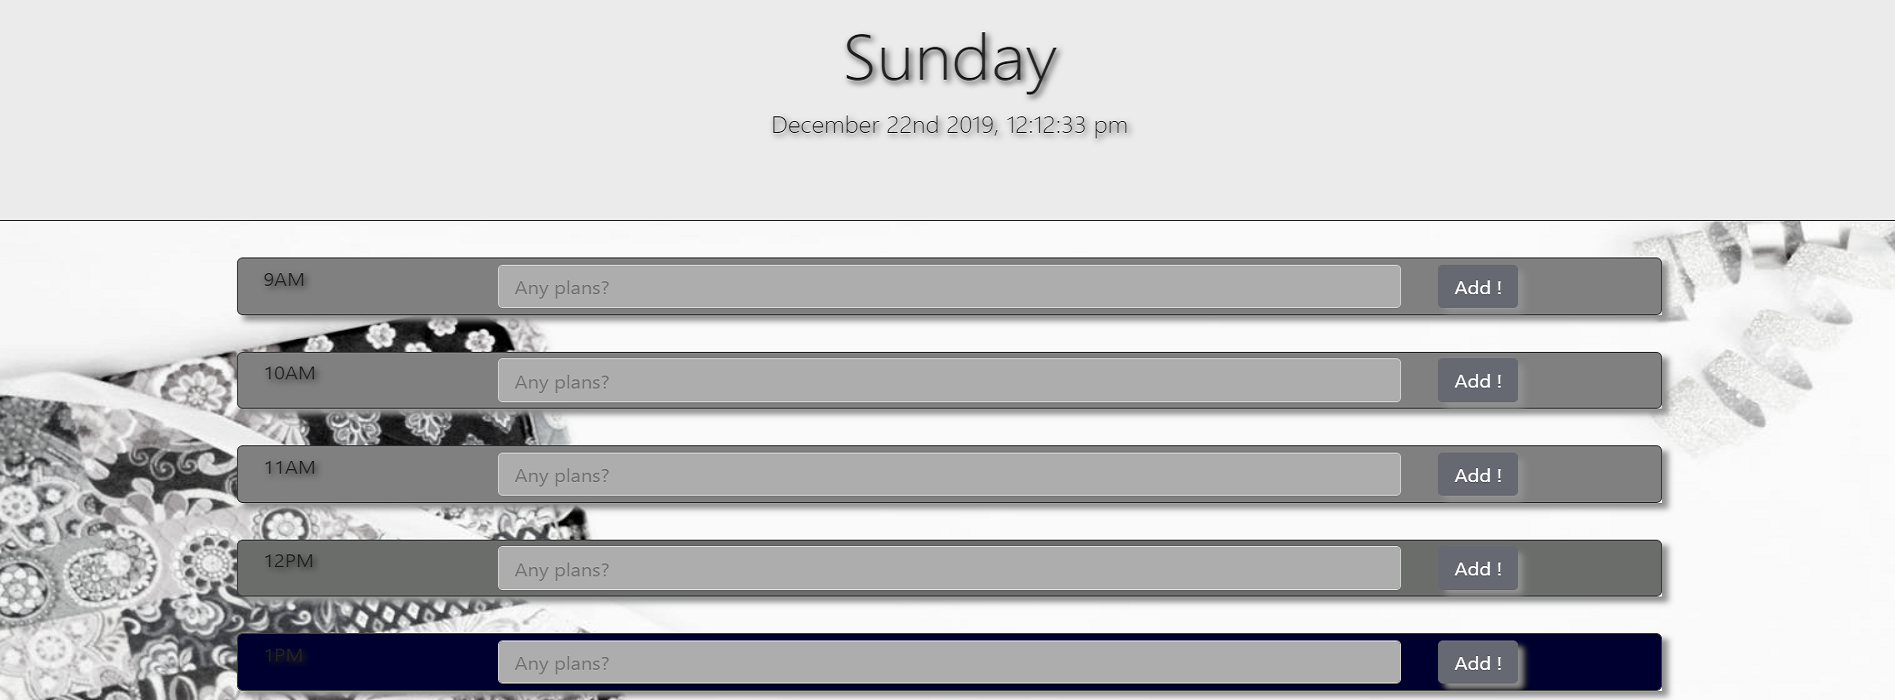 Sunday
December 22nd 2019, 12:12:33 pm
9AM Any plans? Add !
10AM Any plans? Add !
11AM Any plans? Add !
12PM Any plans? Add !
1PM Any plans? Add !